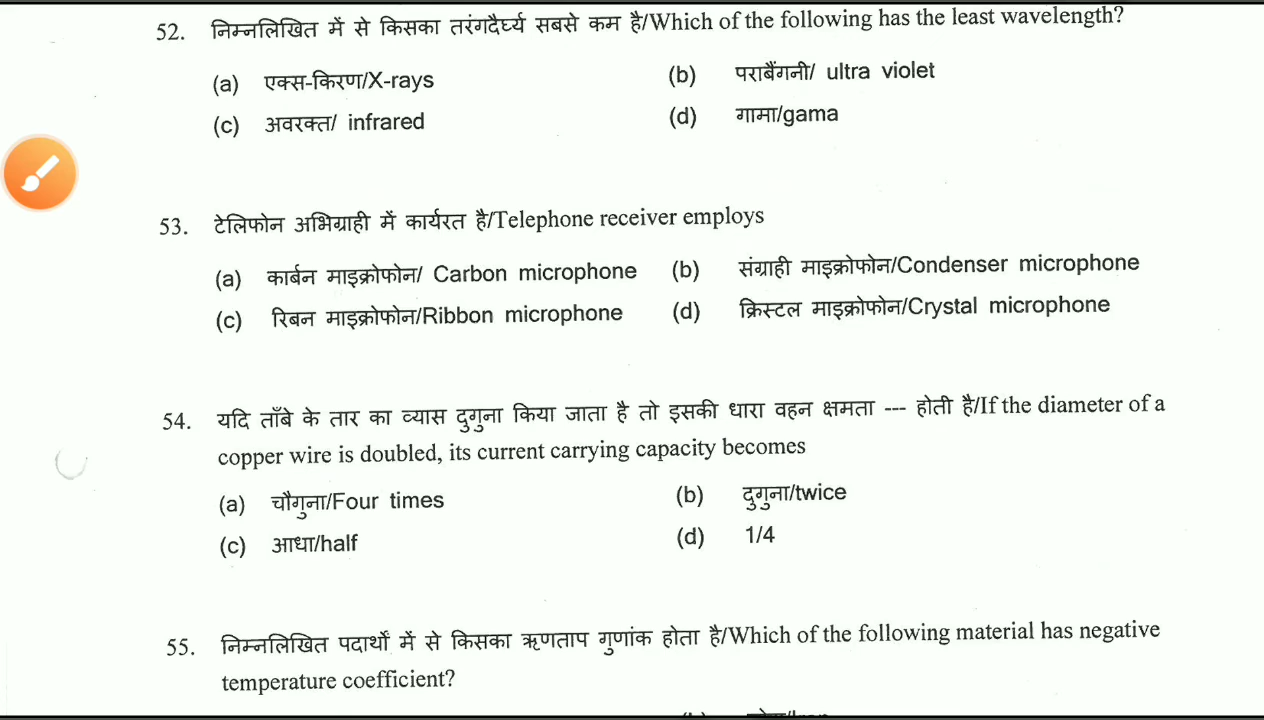 52. निम्नलिखित में से किसका तरंगदैर्घ्य सबसे कम है/Which of the following has the least wavelength?
(a) एक्स-किरण/X-rays (b) पराबैंगनी/ ultra violet
(c) अवरक्त/ infrared (d) गामा/gama
53. टेलिफोन अभिग्राही में कार्यरत है/Telephone receiver employs
(a) कार्बन माइक्रोफोन/ Carbon microphone (b) संग्राही माइक्रोफोन/Condenser microphone
(c) रिबन माइक्रोफोन/Ribbon microphone (d) क्रिस्टल माइक्रोफोन/Crystal microphone
54. यदि ताँबे के तार का व्यास दुगुना किया जाता है तो इसकी धारा वहन क्षमता --- होती है/If the diameter of a
copper wire is doubled, its current carrying capacity becomes
(a) चौगुना/Four times (b) दुगुना/twice
(c) आधा/half (d) 1/4
55. निम्नलिखित पदार्थों में से किसका ऋणताप गुणांक होता है/Which of the following material has negative
temperature coefficient?